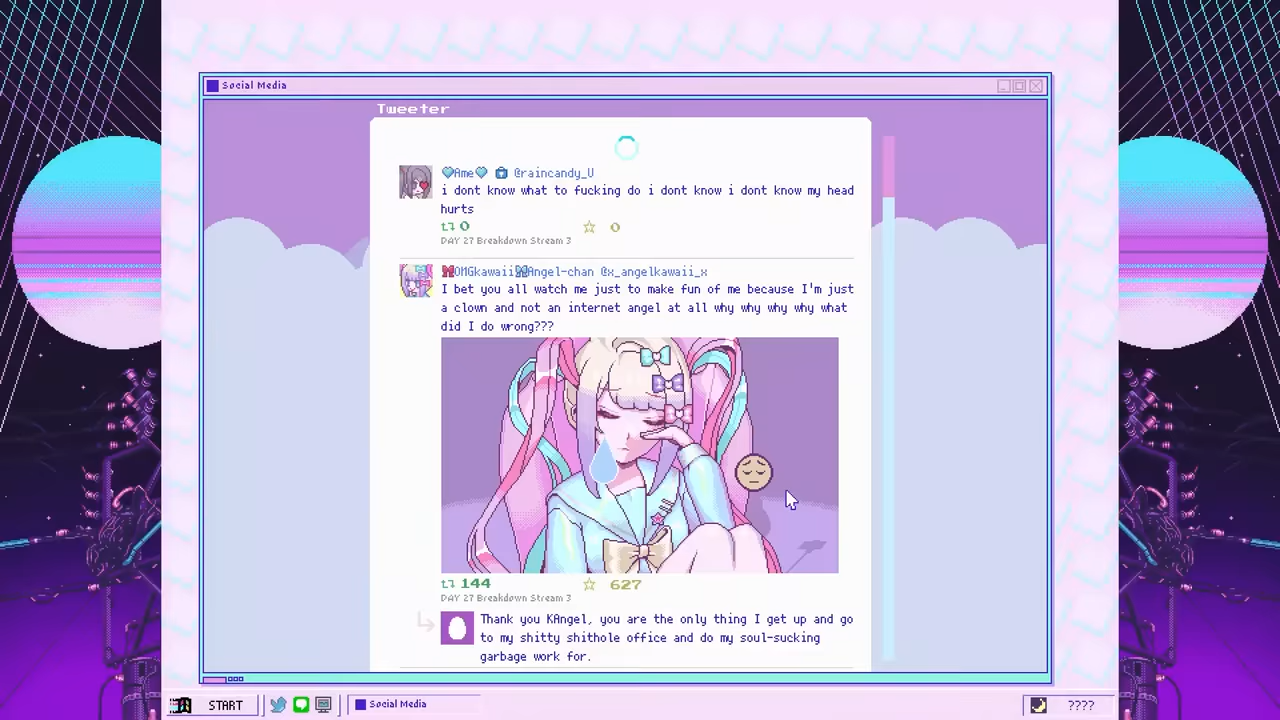 Social Media
Tweeter
Ame @raincandy_U
i dont know what to fucking do i dont know i dont know my head
hurts
0 0
DAY 27 Breakdown Stream 3
OMGkawaiiAngel-chan @x_angelkawaii_x
I bet you all watch me just to make fun of me because I'm just
a clown and not an internet angel at all why why why why what
did I do wrong???
144 627
DAY 27 Breakdown Stream 3
Thank you KAngel, you are the only thing I get up and go
to my shitty shithole office and do my soul-sucking
garbage work for.
START
Social Media
????